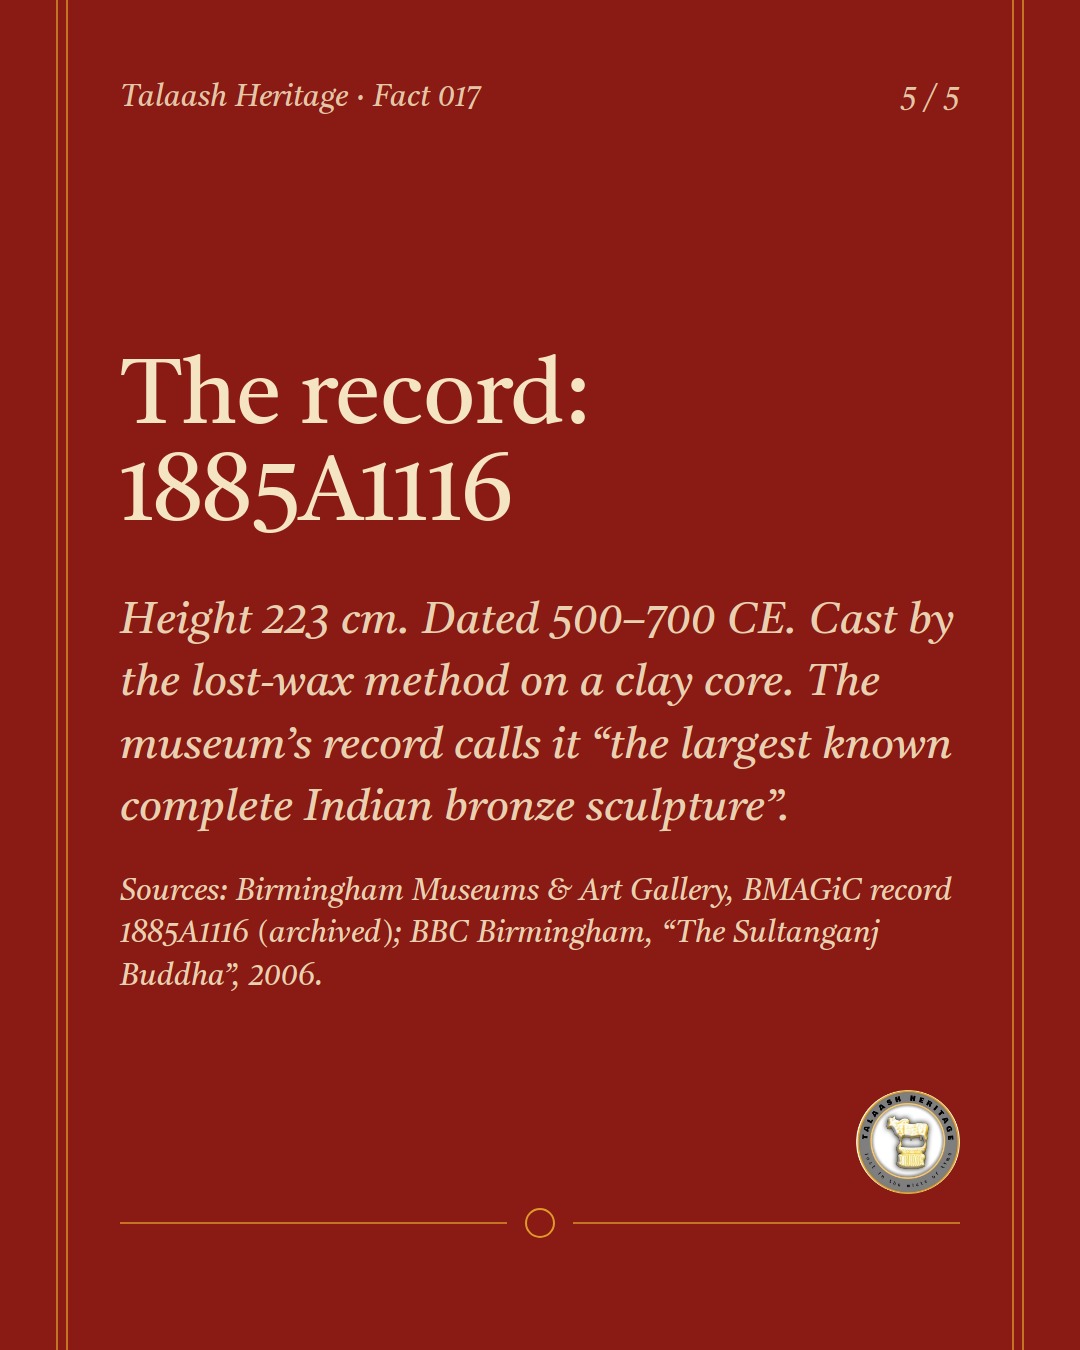 Talaash Heritage · Fact 017
5 / 5
The record:
1885A1116
Height 223 cm. Dated 500–700 CE. Cast by
the lost-wax method on a clay core. The
museum’s record calls it “the largest known
complete Indian bronze sculpture”.
Sources: Birmingham Museums & Art Gallery, BMAGiC record
1885A1116 (archived); BBC Birmingham, “The Sultanganj
Buddha”, 2006.
TALAASH HERITAGE